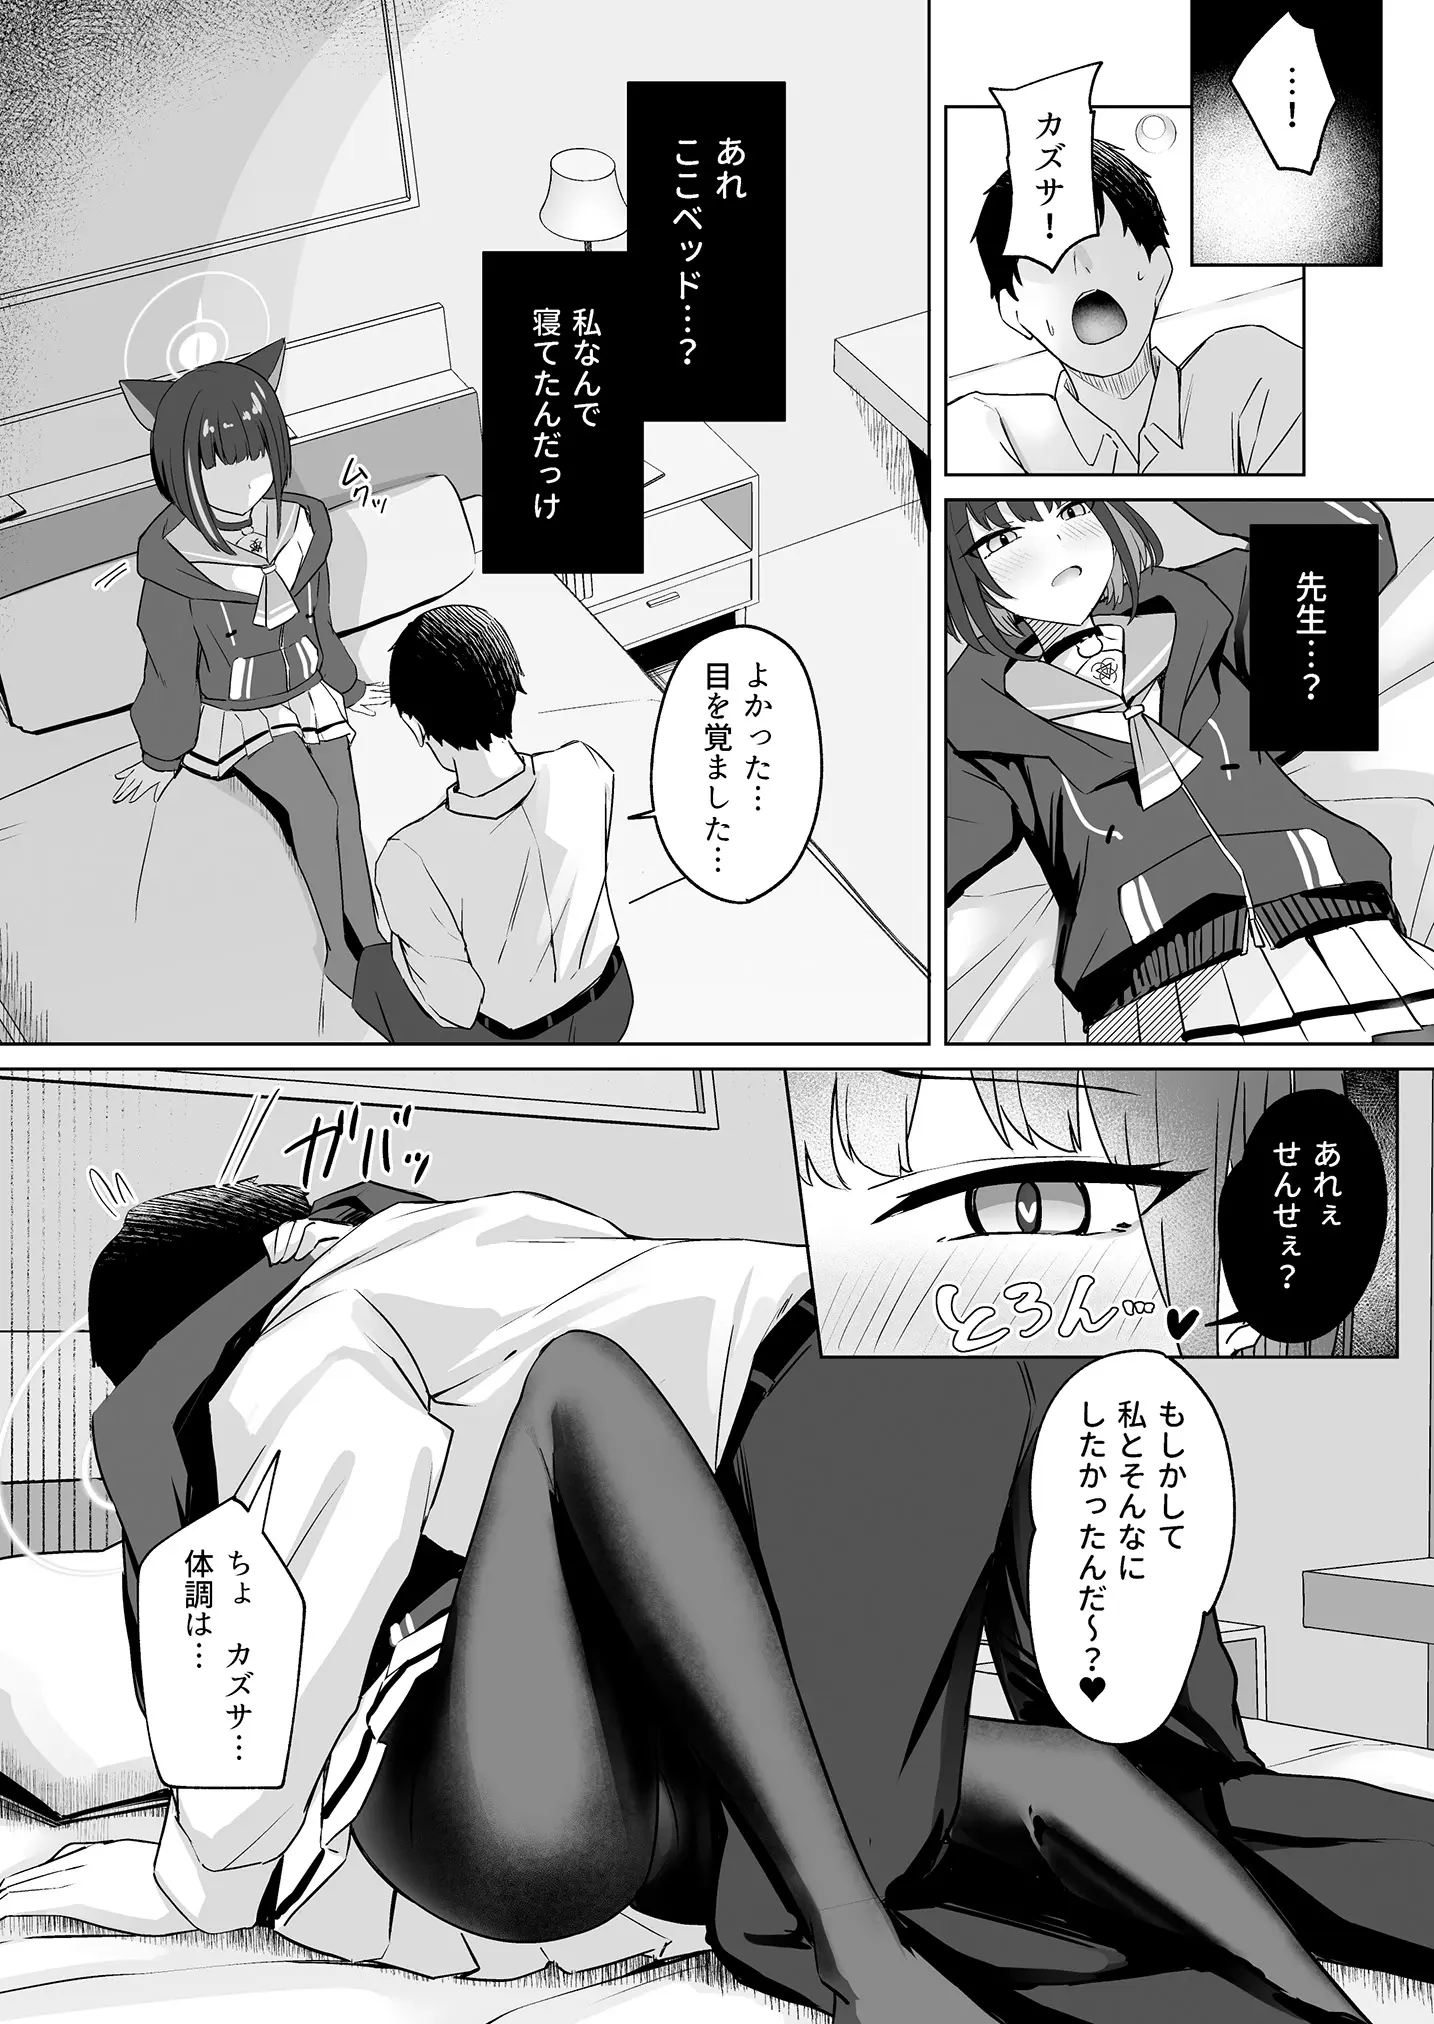 …！
カズサ！
先生…？
あれ
ここベッド…？
私なんで
寝てたんだっけ
ムクッ
よかった…
目を覚ました…
あれぇ
せんせぇ？
とろん…♥
ガバッ
もしかして
私とそんなに
したかったんだ～？♥
ちょ　カズサ…
体調は…